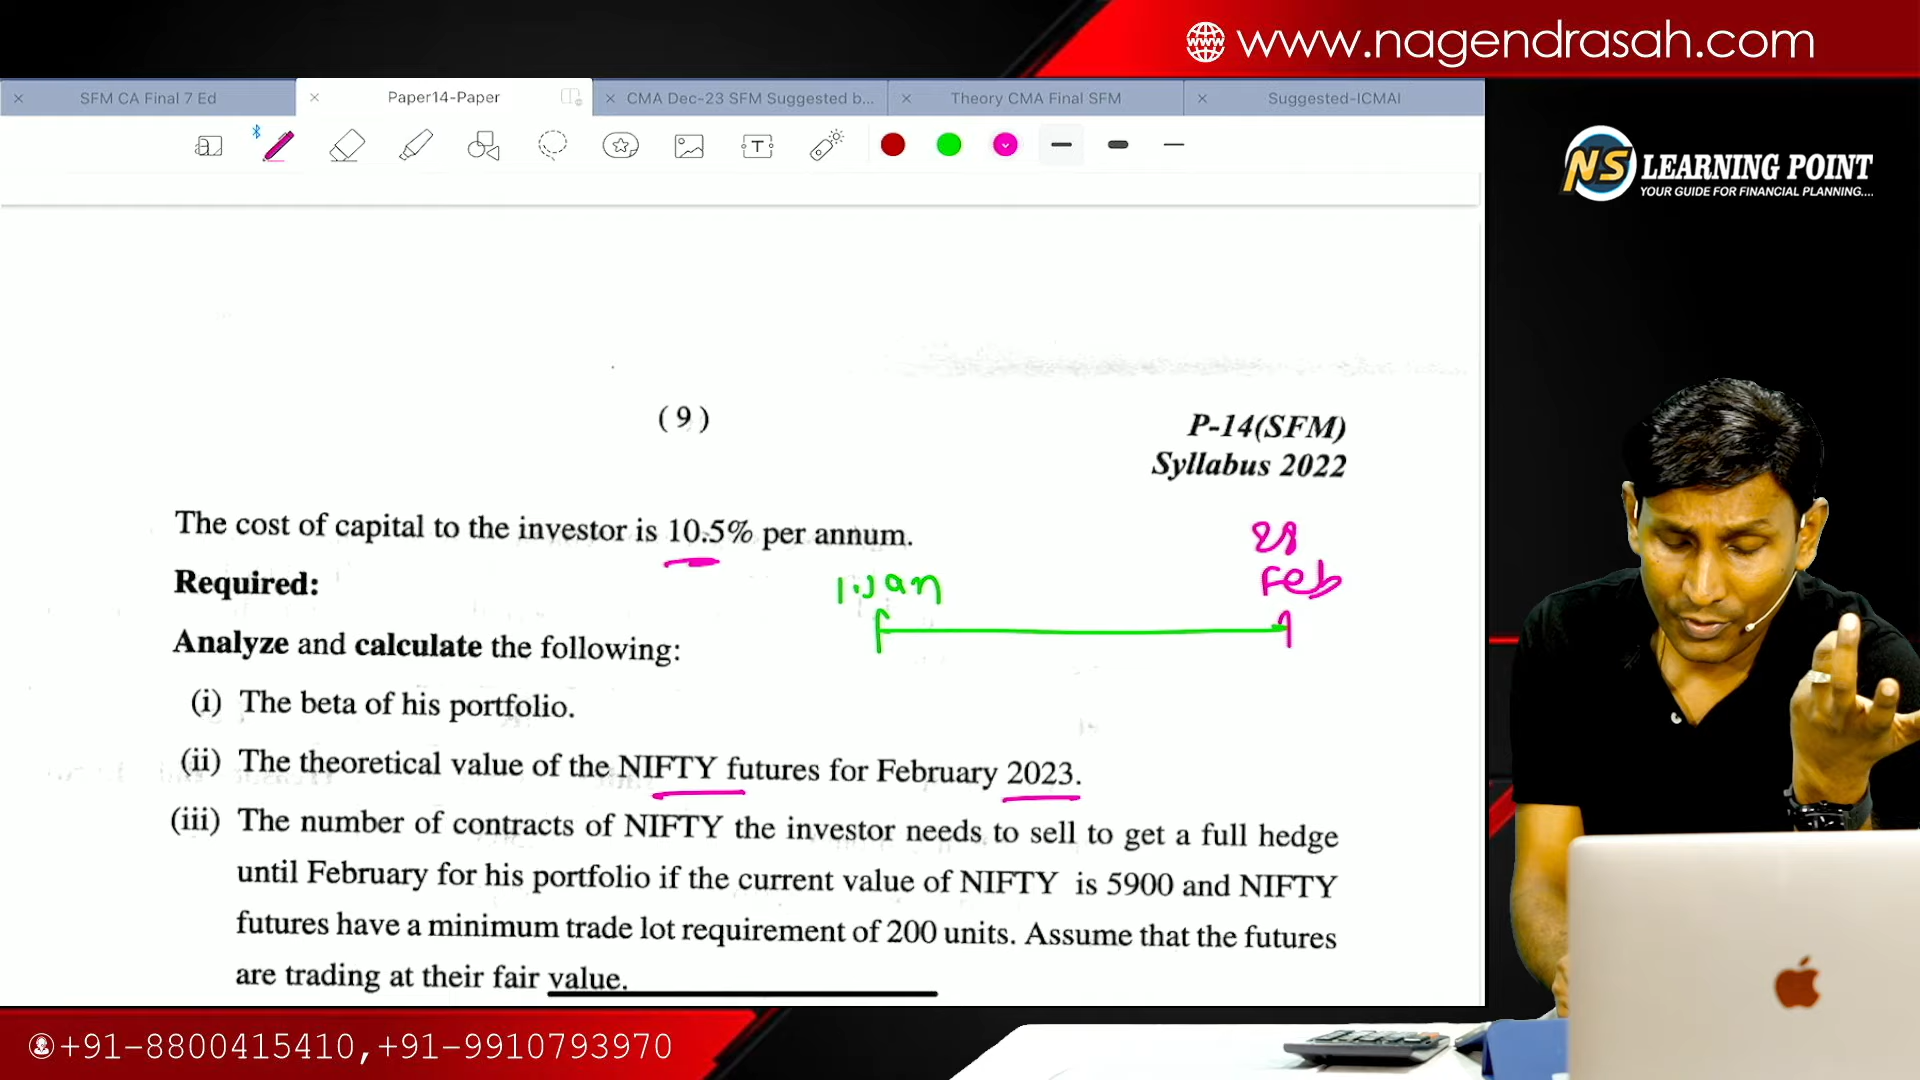 www.nagendrasah.com
SFM CA Final 7 Ed
Paper14-Paper
CMA Dec-23 SFM Suggested b...
Theory CMA Final SFM
Suggested-ICMAI
NS LEARNING POINT
YOUR GUIDE FOR FINANCIAL PLANNING....
( 9 )
P-14(SFM)
Syllabus 2022
The cost of capital to the investor is 10.5% per annum.
28
Feb
1.Jan
Required:
Analyze and calculate the following:
(i) The beta of his portfolio.
(ii) The theoretical value of the NIFTY futures for February 2023.
(iii) The number of contracts of NIFTY the investor needs to sell to get a full hedge
until February for his portfolio if the current value of NIFTY is 5900 and NIFTY
futures have a minimum trade lot requirement of 200 units. Assume that the futures
are trading at their fair value.
+91-8800415410,+91-9910793970